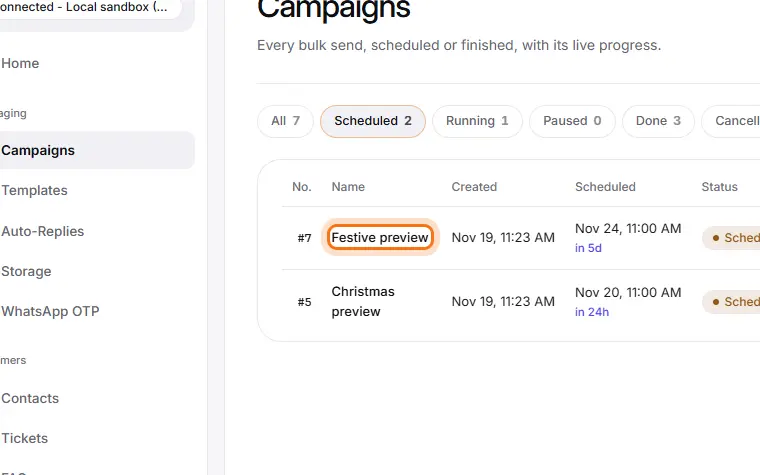 onnected - Local sandbox (...
Home
aging
Campaigns
Templates
Auto-Replies
Storage
WhatsApp OTP
mers
Contacts
Tickets
Campaigns
Every bulk send, scheduled or finished, with its live progress.
All 7 Scheduled 2 Running 1 Paused 0 Done 3 Cancell
No. Name Created Scheduled Status
#7 Festive preview Nov 19, 11:23 AM Nov 24, 11:00 AM Sched
in 5d
#5 Christmas preview Nov 19, 11:23 AM Nov 20, 11:00 AM Sched
in 24h